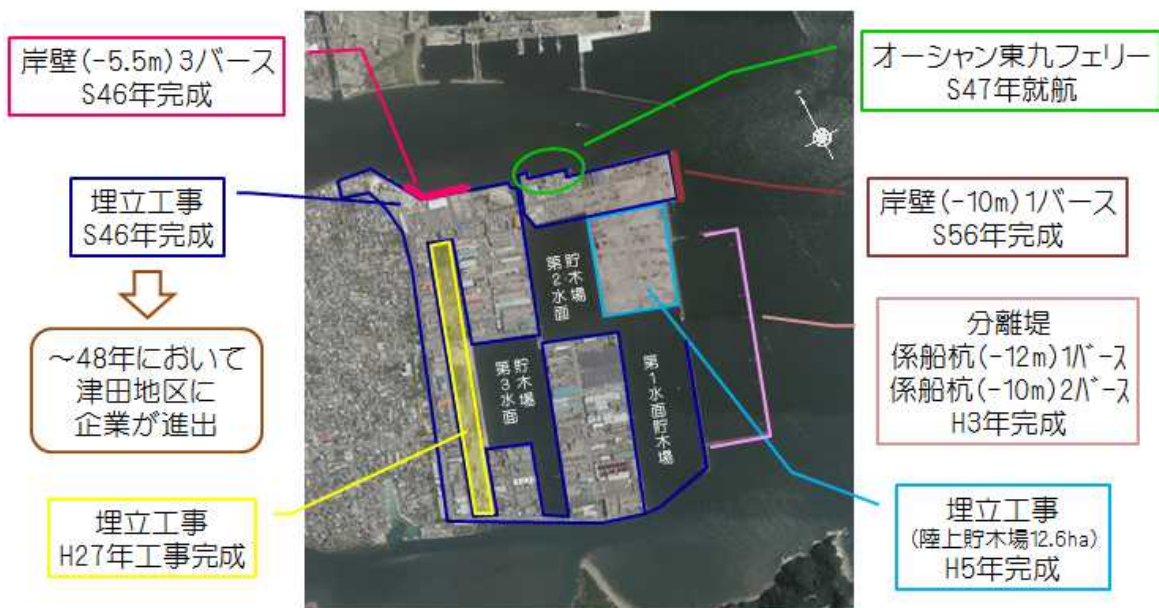 岸壁(-5.5m)3バース
S46年完成
埋立工事
S46年完成
～48年において
津田地区に
企業が進出
埋立工事
H27年工事完成
貯木場
第2水面
貯木場
第3水面
第1水面貯木場
オーシャン東九フェリー
S47年就航
岸壁(-10m)1バース
S56年完成
分離堤
係船杭(-12m)1バース
係船杭(-10m)2バース
H3年完成
埋立工事
(陸上貯木場12.6ha)
H5年完成